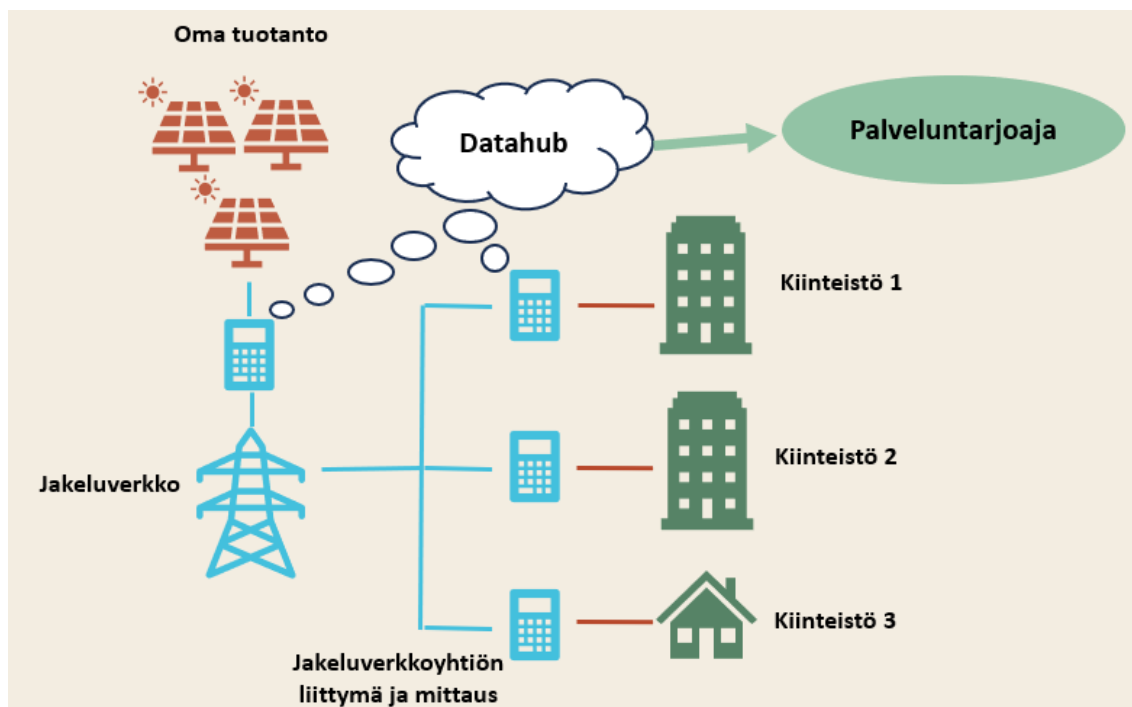 Oma tuotanto
Datahub
Palveluntarjoaja
Kiinteistö 1
Jakeluverkko
Kiinteistö 2
Kiinteistö 3
Jakeluverkkoyhtiön
liittymä ja mittaus